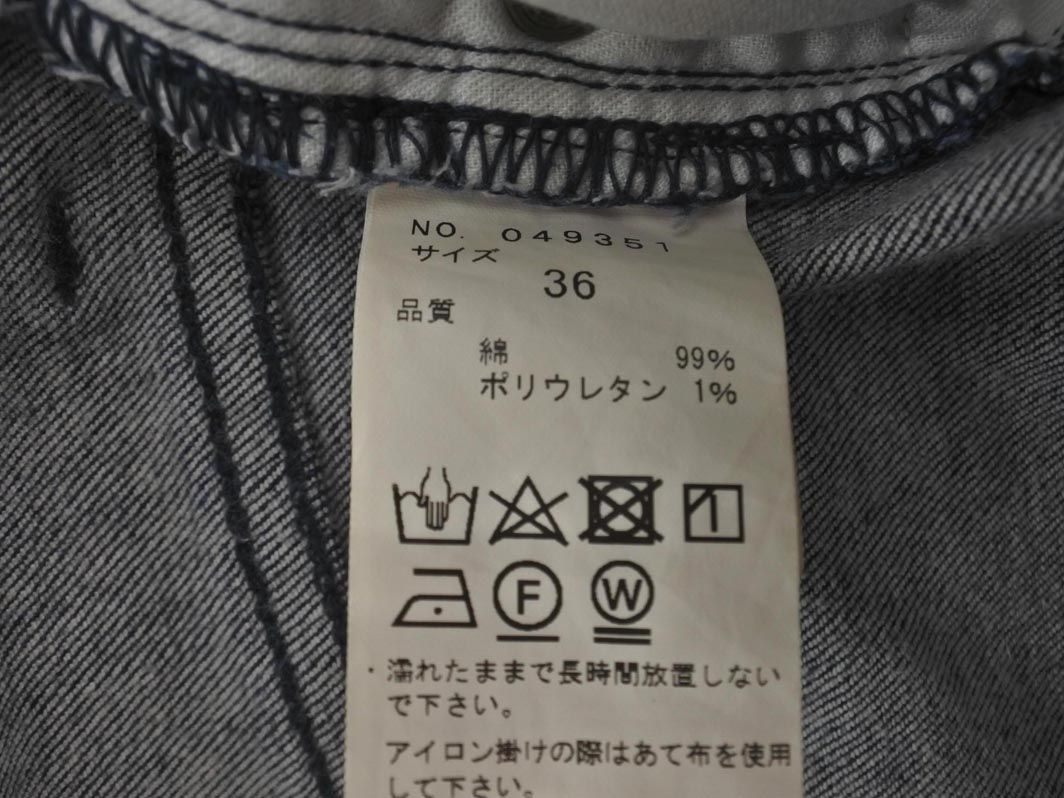 NO. 049351
サイズ 36
品質
綿 99%
ポリウレタン 1%
F W
・濡れたままで長時間放置しない
で下さい。
アイロン掛けの際はあて布を使用
して下さい。